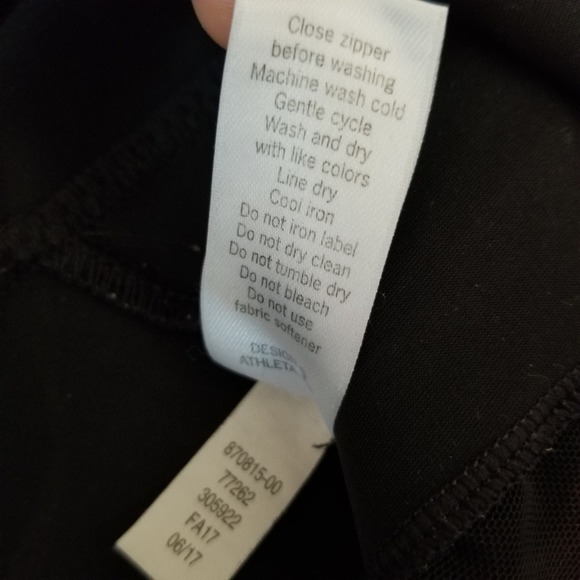 Close zipper
before washing
Machine wash cold
Gentle cycle
Wash and dry
with like colors
Line dry
Cool iron
Do not iron label
Do not dry clean
Do not tumble dry
Do not bleach
Do not use
fabric softener
ATHLETA
870815-00
77262
305922
FA17
06/17